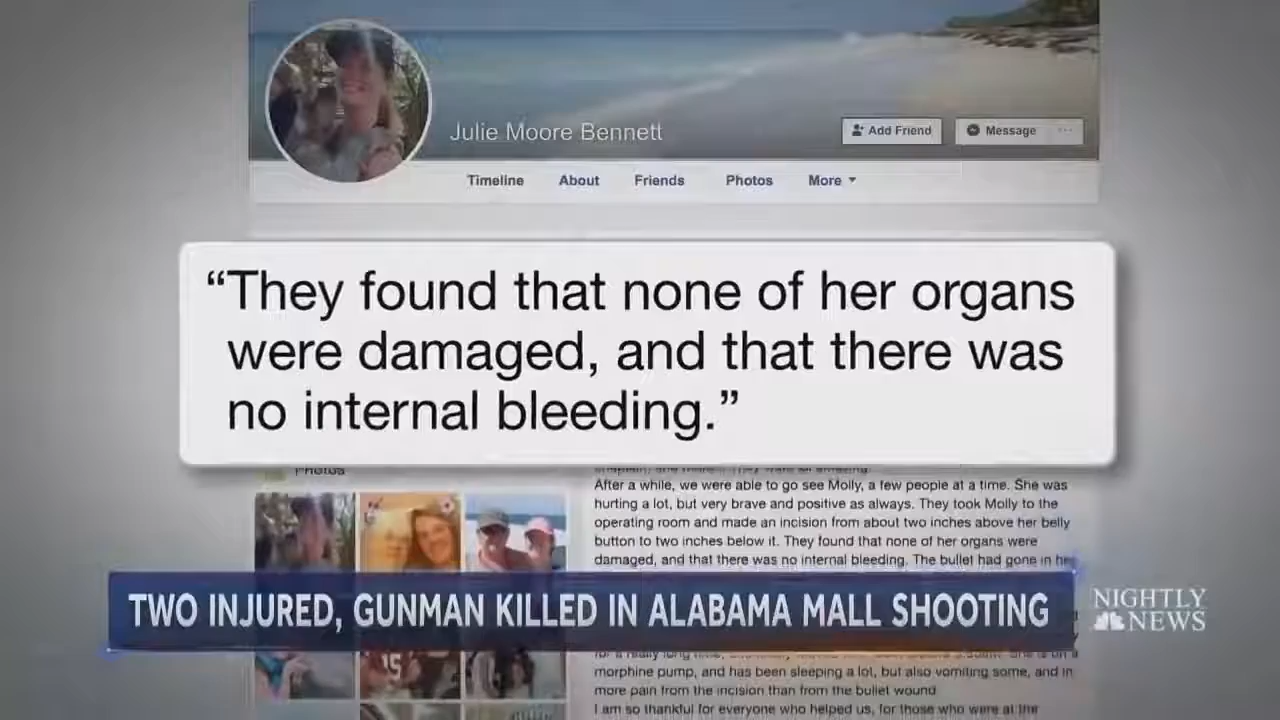 Julie Moore Bennett
Add Friend
Message
Timeline About Friends Photos More
“They found that none of her organs
were damaged, and that there was
no internal bleeding.”
Photos
After a while, we were able to go see Molly, a few people at a time. She was
hurting a lot, but very brave and positive as always. They took Molly to the
operating room and made an incision from about two inches above her belly
button to two inches below it. They found that none of her organs were
damaged, and that there was no internal bleeding. The bullet had gone in her
TWO INJURED, GUNMAN KILLED IN ALABAMA MALL SHOOTING
NIGHTLY
NEWS
for a really long time,
morphine pump, and has been sleeping a lot, but also vomiting some, and in
more pain from the incision than from the bullet wound
I am so thankful for everyone who helped us, for those who were at the